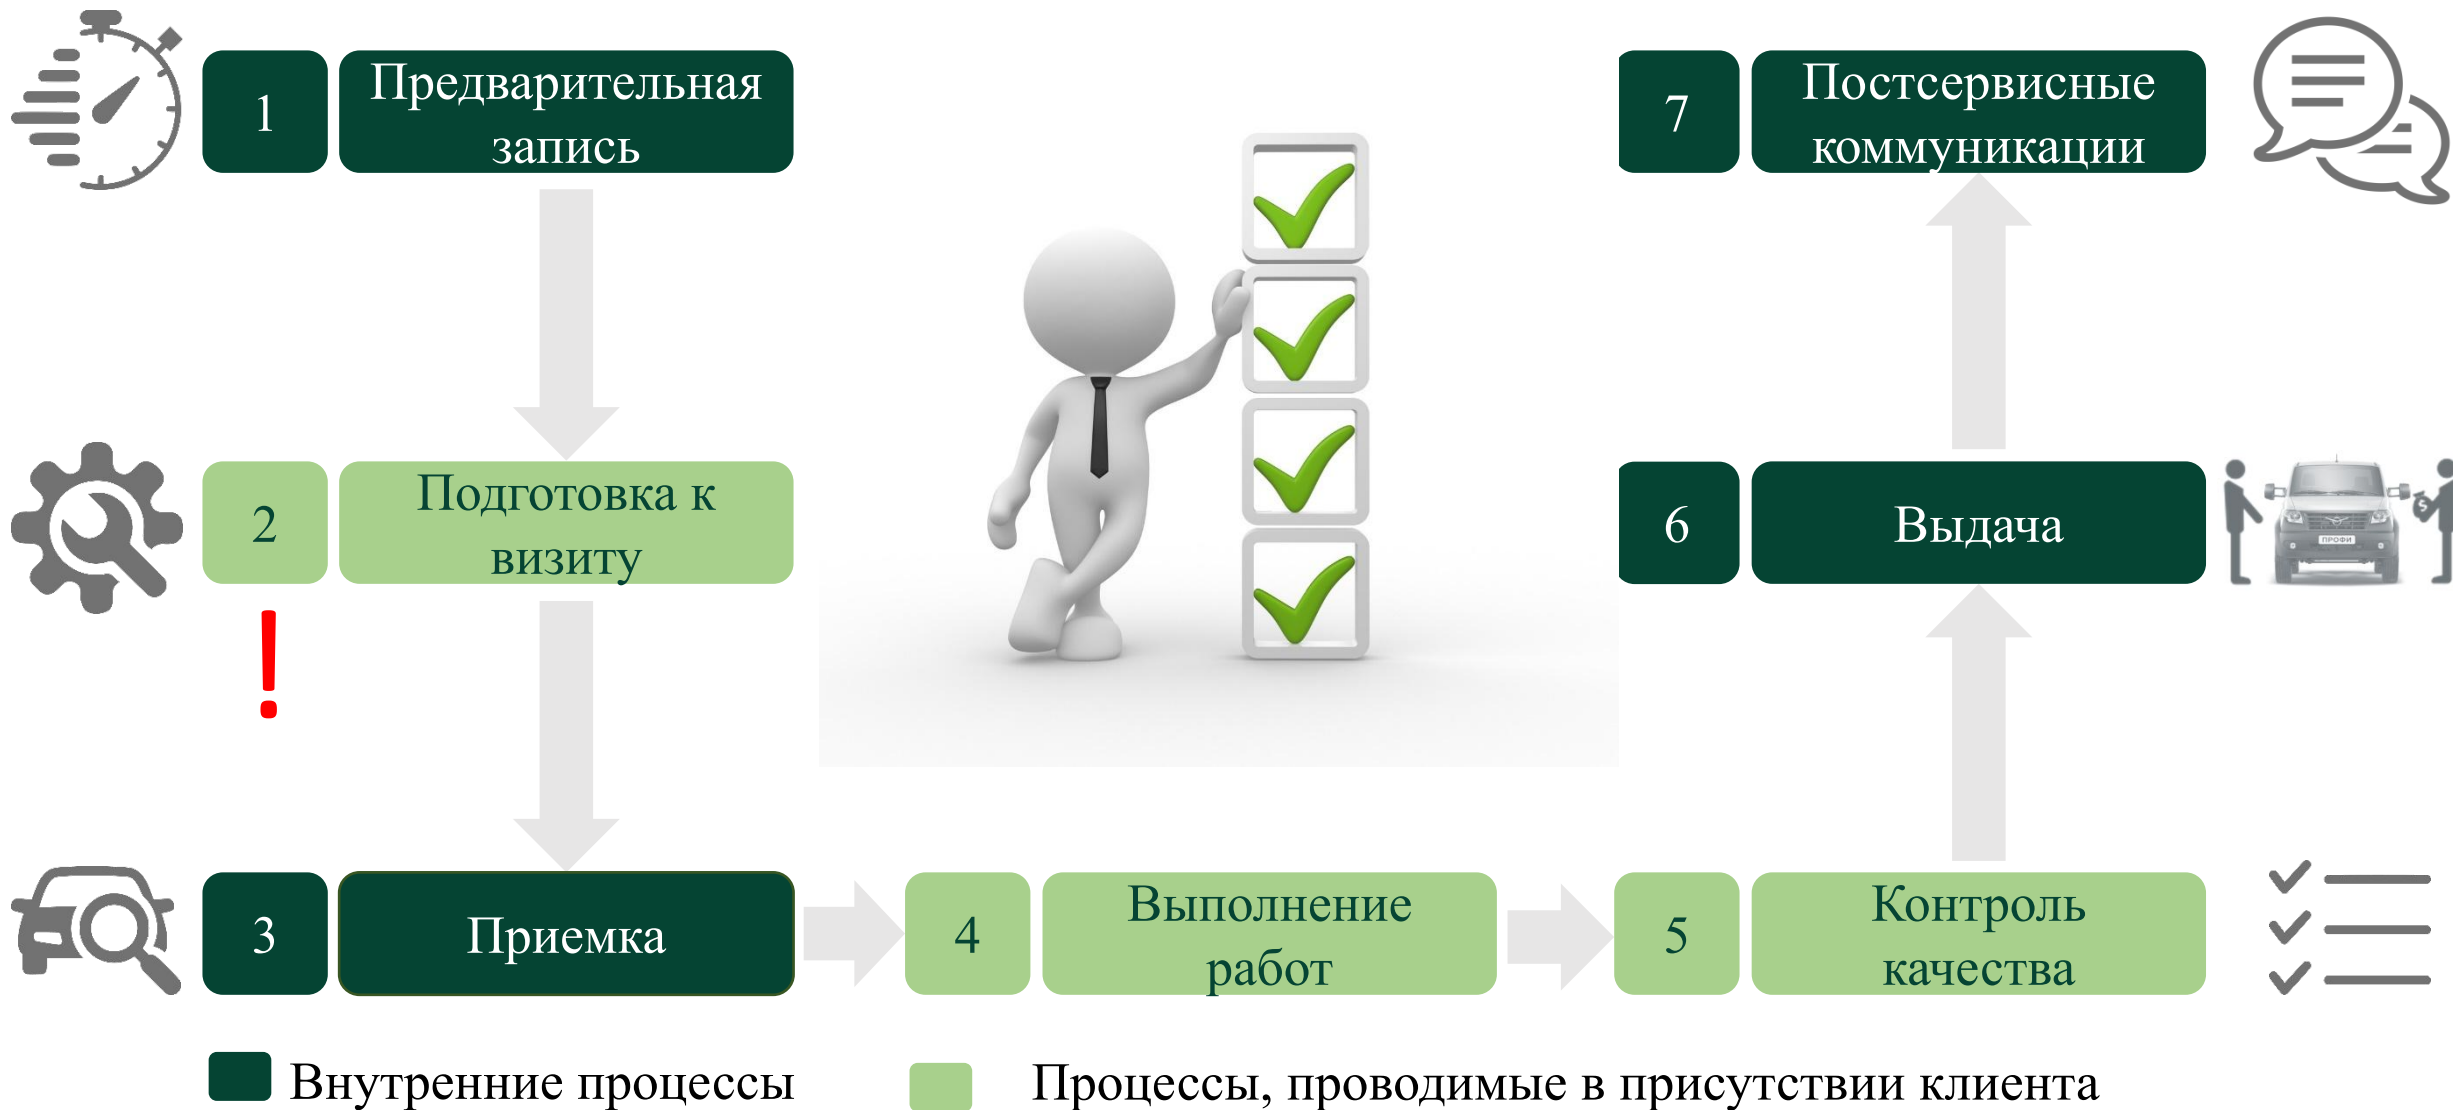 1
Предварительная
запись
2
Подготовка к
визиту
!
3
Приемка
4
Выполнение
работ
5
Контроль
качества
6
Выдача
ПРОФИ
$
7
Постсервисные
коммуникации
Внутренние процессы
Процессы, проводимые в присутствии клиента